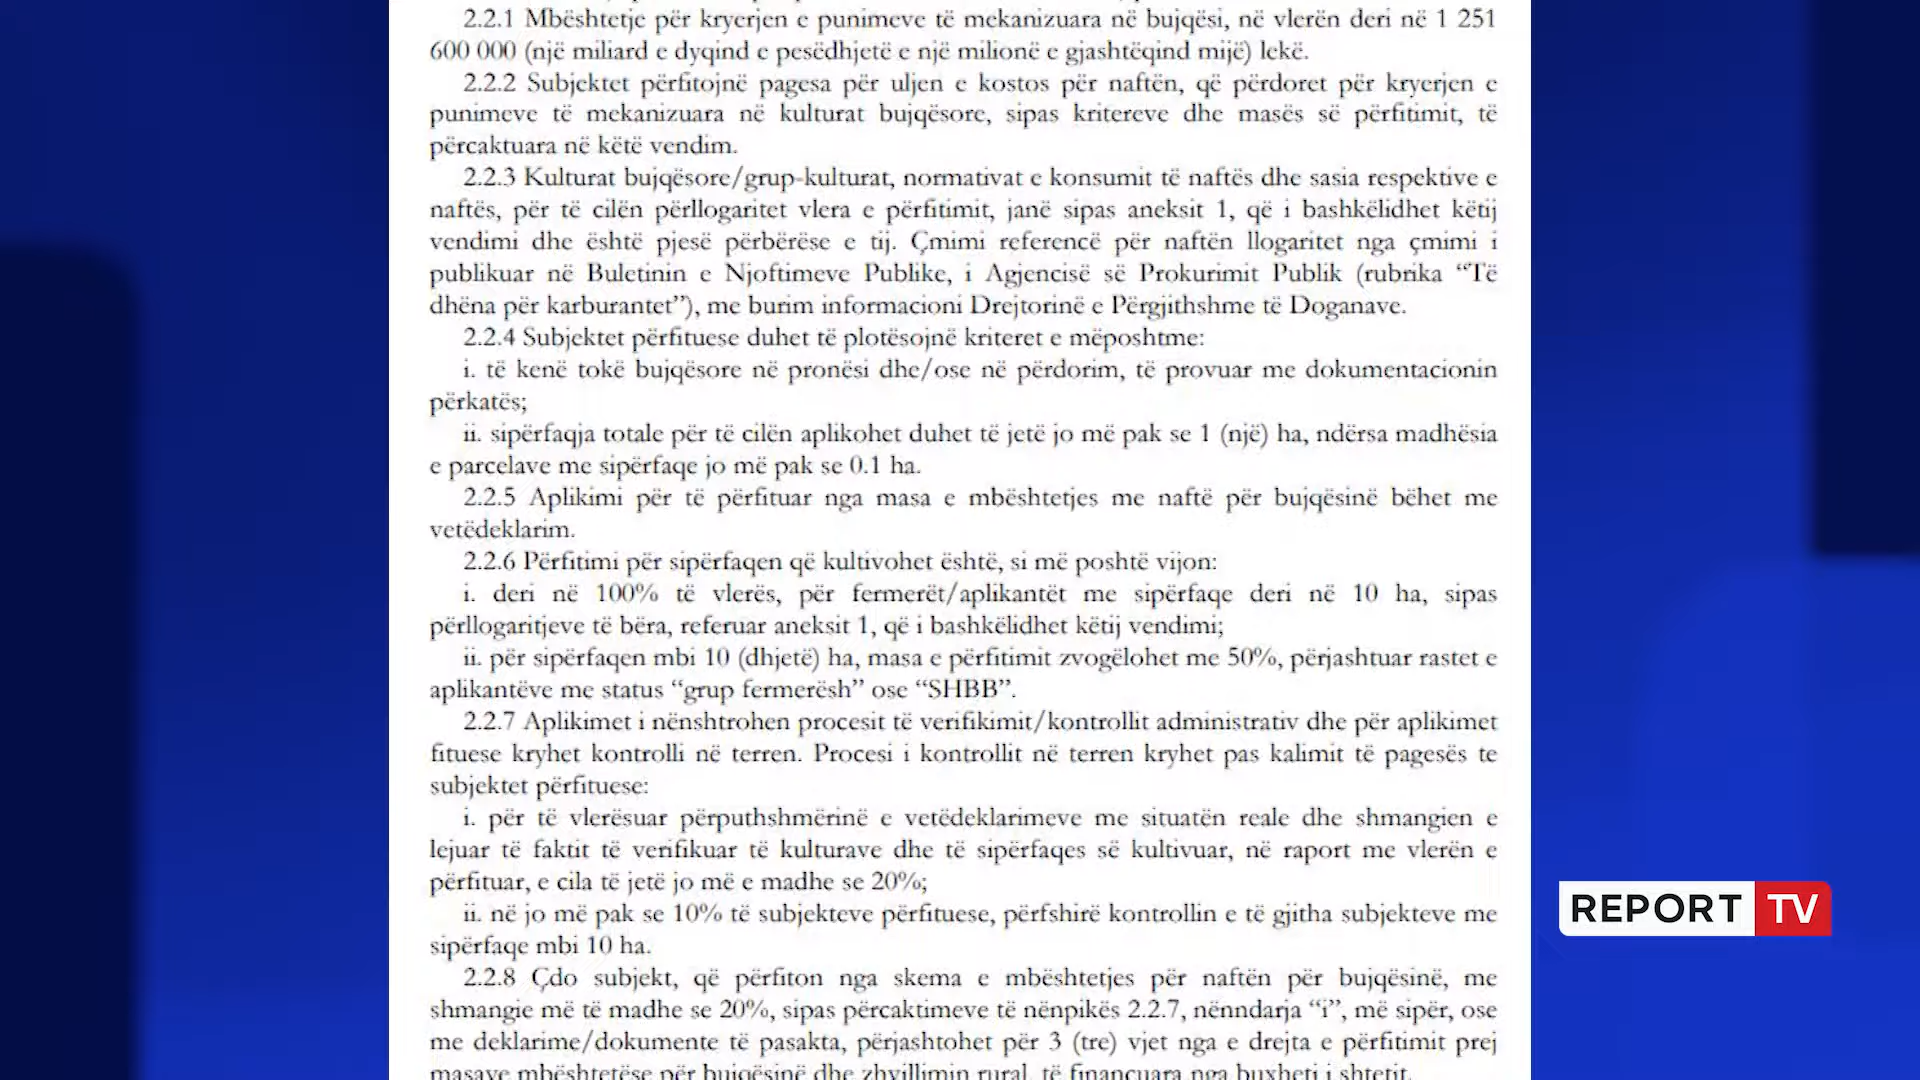 2.2.1 Mbështetje për kryerjen e punimeve të mekanizuara në bujqësi, në vlerën deri në 1 251
600 000 (një miliard e dyqind e pesëdhjetë e një milionë e gjashtëqind mijë) lekë.
2.2.2 Subjektet përfitojnë pagesa për uljen e kostos për naftën, që përdoret për kryerjen e
punimeve të mekanizuara në kulturat bujqësore, sipas kritereve dhe masës së përfitimit, të
përcaktuara në këtë vendim.
2.2.3 Kulturat bujqësore/grup-kulturat, normativat e konsumit të naftës dhe sasia respektive e
naftës, për të cilën përllogaritet vlera e përfitimit, janë sipas aneksit 1, që i bashkëlidhet këtij
vendimi dhe është pjesë përbërëse e tij. Çmimi referencë për naftën llogaritet nga çmimi i
publikuar në Buletinin e Njoftimeve Publike, i Agjencisë së Prokurimit Publik (rubrika “Të
dhëna për karburantet”), me burim informacioni Drejtorinë e Përgjithshme të Doganave.
2.2.4 Subjektet përfituese duhet të plotësojnë kriteret e mëposhtme:
i. të kenë tokë bujqësore në pronësi dhe/ose në përdorim, të provuar me dokumentacionin
përkatës;
ii. sipërfaqja totale për të cilën aplikohet duhet të jetë jo më pak se 1 (një) ha, ndërsa madhësia
e parcelave me sipërfaqe jo më pak se 0.1 ha.
2.2.5 Aplikimi për të përfituar nga masa e mbështetjes me naftë për bujqësinë bëhet me
vetëdeklarim.
2.2.6 Përfitimi për sipërfaqen që kultivohet është, si më poshtë vijon:
i. deri në 100% të vlerës, për fermerët/aplikantët me sipërfaqe deri në 10 ha, sipas
përllogaritjeve të bëra, referuar aneksit 1, që i bashkëlidhet këtij vendimi;
ii. për sipërfaqen mbi 10 (dhjetë) ha, masa e përfitimit zvogëlohet me 50%, përjashtuar rastet e
aplikantëve me status “grup fermerësh” ose “SHBB”.
2.2.7 Aplikimet i nënshtrohen procesit të verifikimit/kontrollit administrativ dhe për aplikimet
fituese kryhet kontrolli në terren. Procesi i kontrollit në terren kryhet pas kalimit të pagesës te
subjektet përfituese:
i. për të vlerësuar përputhshmërinë e vetëdeklarimeve me situatën reale dhe shmangien e
lejuar të faktit të verifikuar të kulturave dhe të sipërfaqes së kultivuar, në raport me vlerën e
përfituar, e cila të jetë jo më e madhe se 20%;
ii. në jo më pak se 10% të subjekteve përfituese, përfshirë kontrollin e të gjitha subjekteve me
sipërfaqe mbi 10 ha.
2.2.8 Çdo subjekt, që përfiton nga skema e mbështetjes për naftën për bujqësinë, me
shmangie më të madhe se 20%, sipas përcaktimeve të nënpikës 2.2.7, nënndarja “i”, më sipër, ose
me deklarime/dokumente të pasakta, përjashtohet për 3 (tre) vjet nga e drejta e përfitimit prej
masave mbështetëse për bujqësinë dhe zhvillimin rural, të financuara nga buxheti i shtetit.
REPORT TV